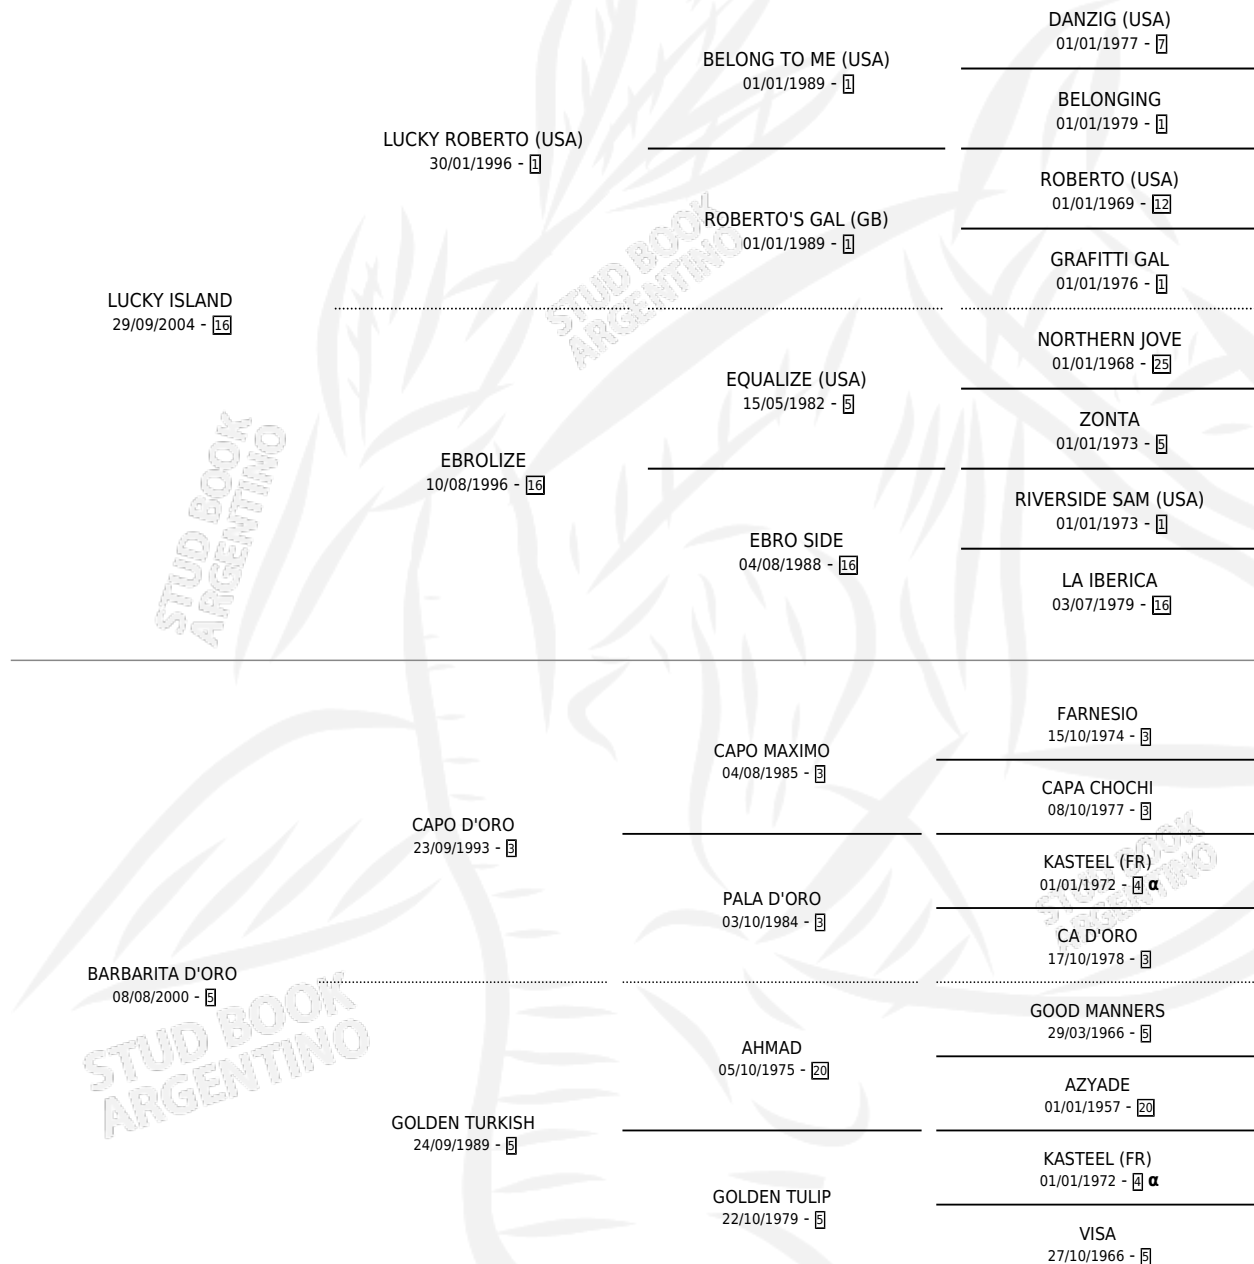 DANZIG (USA)
01/01/1977 - 7
BELONG TO ME (USA)
01/01/1989 - 1
BELONGING
01/01/1979 - 1
LUCKY ROBERTO (USA)
30/01/1996 - 1
ROBERTO (USA)
01/01/1969 - 12
ROBERTO'S GAL (GB)
01/01/1989 - 1
GRAFITTI GAL
01/01/1976 - 1
LUCKY ISLAND
29/09/2004 - 16
STUD BOOK
ARGENTINO
NORTHERN JOVE
01/01/1968 - 25
EQUALIZE (USA)
15/05/1982 - 5
ZONTA
01/01/1973 - 5
EBROLIZE
10/08/1996 - 16
RIVERSIDE SAM (USA)
01/01/1973 - 1
EBRO SIDE
04/08/1988 - 16
LA IBERICA
03/07/1979 - 16
STUD BOOK
ARGENTINO
FARNESIO
15/10/1974 - 3
CAPO MAXIMO
04/08/1985 - 3
CAPA CHOCHI
08/10/1977 - 3
CAPO D'ORO
23/09/1993 - 3
KASTEEL (FR)
01/01/1972 - 4 α
PALA D'ORO
03/10/1984 - 3
CA D'ORO
17/10/1978 - 3
STUD BOOK
ARGENTINO
BARBARITA D'ORO
08/08/2000 - 5
STUD BOOK
ARGENTINO
GOOD MANNERS
29/03/1966 - 5
AHMAD
05/10/1975 - 20
AZYADE
01/01/1957 - 20
GOLDEN TURKISH
24/09/1989 - 5
KASTEEL (FR)
01/01/1972 - 4 α
GOLDEN TULIP
22/10/1979 - 5
VISA
27/10/1966 - 5